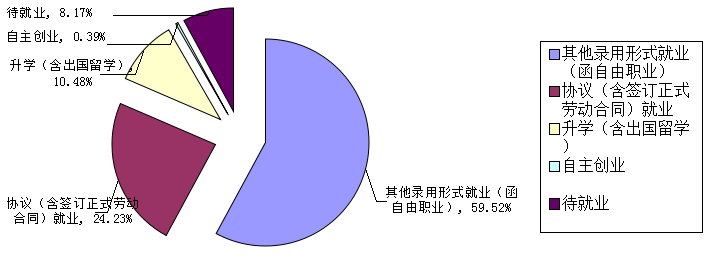 待就业, 8.17%
自主创业, 0.39%
升学（含出国留学）,
10.48%
协议（含签订正式劳动
合同）就业, 24.23%
其他录用形式就业（函
自由职业）, 59.52%
其他录用形式就业
（函自由职业）
协议（含签订正式
劳动合同）就业
升学（含出国留学
）
自主创业
待就业